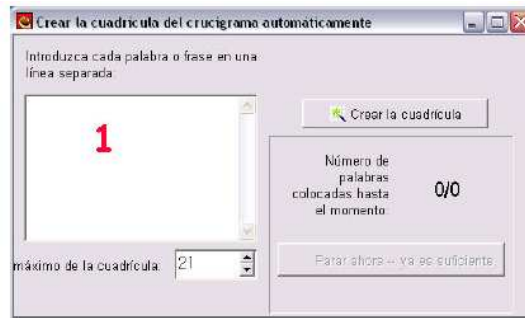 Crear la cuadrícula del crucigrama automáticamente
Introduzca cada palabra o frase en una
línea separada:
1
Crear la cuadrícula
Número de
palabras
colocadas hasta
el momento:
0/0
máximo de la cuadrícula:
21
Parar ahora -- ya es suficiente